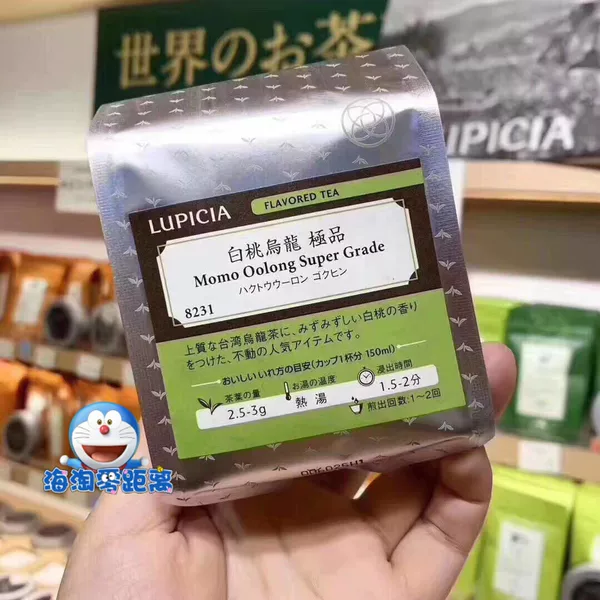 世界のお茶
LUPICIA
LUPICIA
FLAVORED TEA
白桃烏龍 極品
Momo Oolong Super Grade
ハクトウウーロン ゴクヒン
8231
上質な台湾烏龍茶に、みずみずしい白桃の香り
をつけた、不動の人気アイテムです。
おいしいいれ方の目安(カップ1杯分 150ml)
茶葉の量
2.5-3g
お湯の温度
熱湯
浸出時間
1.5-2分
煎出回数:1〜2回
海淘零距离